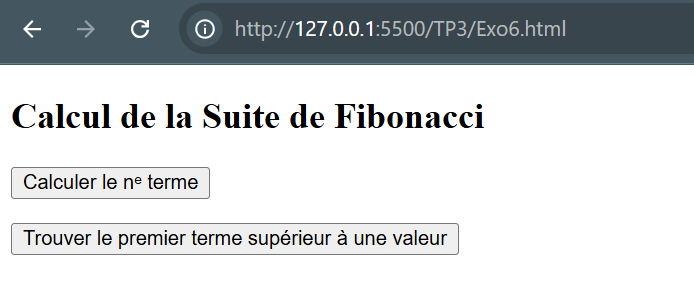 http://127.0.0.1:5500/TP3/Exo6.html
Calcul de la Suite de Fibonacci
Calculer le nᵉ terme
Trouver le premier terme supérieur à une valeur